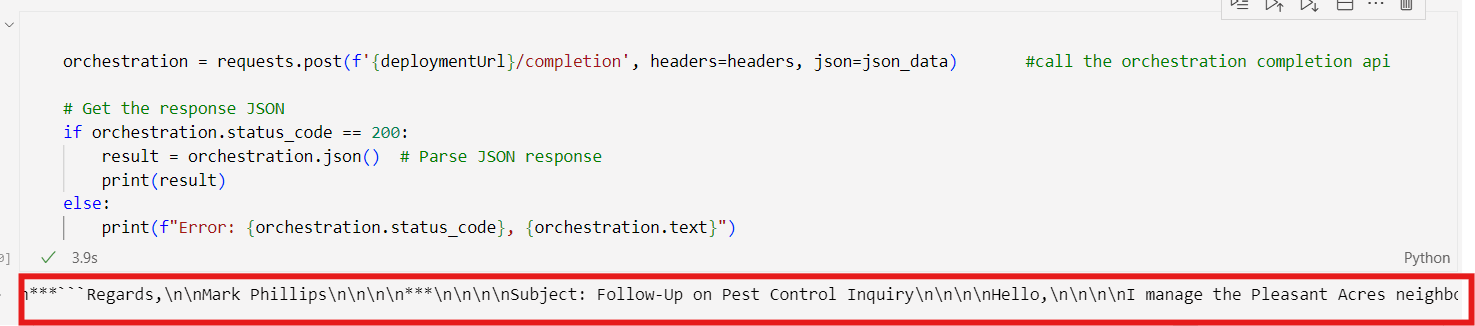 orchestration = requests.post(f'{deploymentUrl}/completion', headers=headers, json=json_data)       #call the orchestration completion api
# Get the response JSON
if orchestration.status_code == 200:
    result = orchestration.json()  # Parse JSON response
    print(result)
else:
    print(f"Error: {orchestration.status_code}, {orchestration.text}")
3.9s
Python
n***```Regards,\n\nMark Phillips\n\n\n\n***\n\n\n\nSubject: Follow-Up on Pest Control Inquiry\n\n\n\nHello,\n\n\n\nI manage the Pleasant Acres